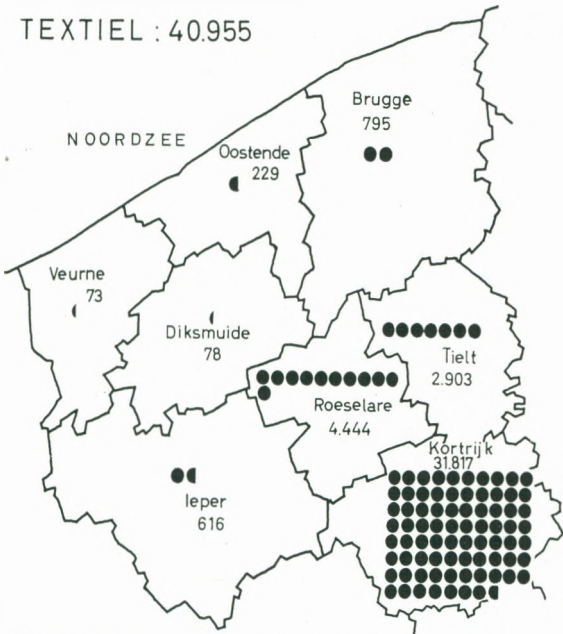 TEXTIEL : 40.955
Brugge
795
NOORDZEE
Oostende
229
Veurne
73
Diksmuide
78
Tielt
2.903
Roeselare
4.444
Kortrijk
31.817
Ieper
616